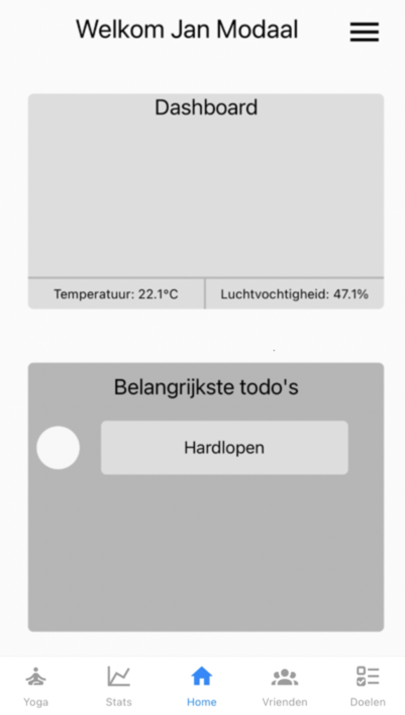 Welkom Jan Modaal
Dashboard
Temperatuur: 22.1°C
Luchtvochtigheid: 47.1%
Belangrijkste todo's
Hardlopen
Yoga
Stats
Home
Vrienden
Doelen